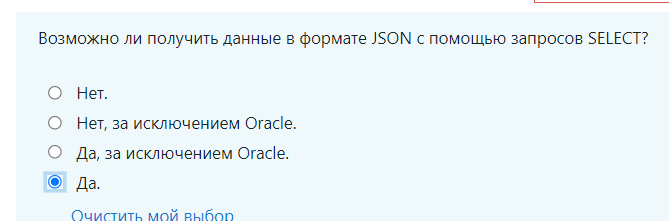 Возможно ли получить данные в формате JSON с помощью запросов SELECT?
Нет.
Нет, за исключением Oracle.
Да, за исключением Oracle.
Да.
Очистить мой выбор